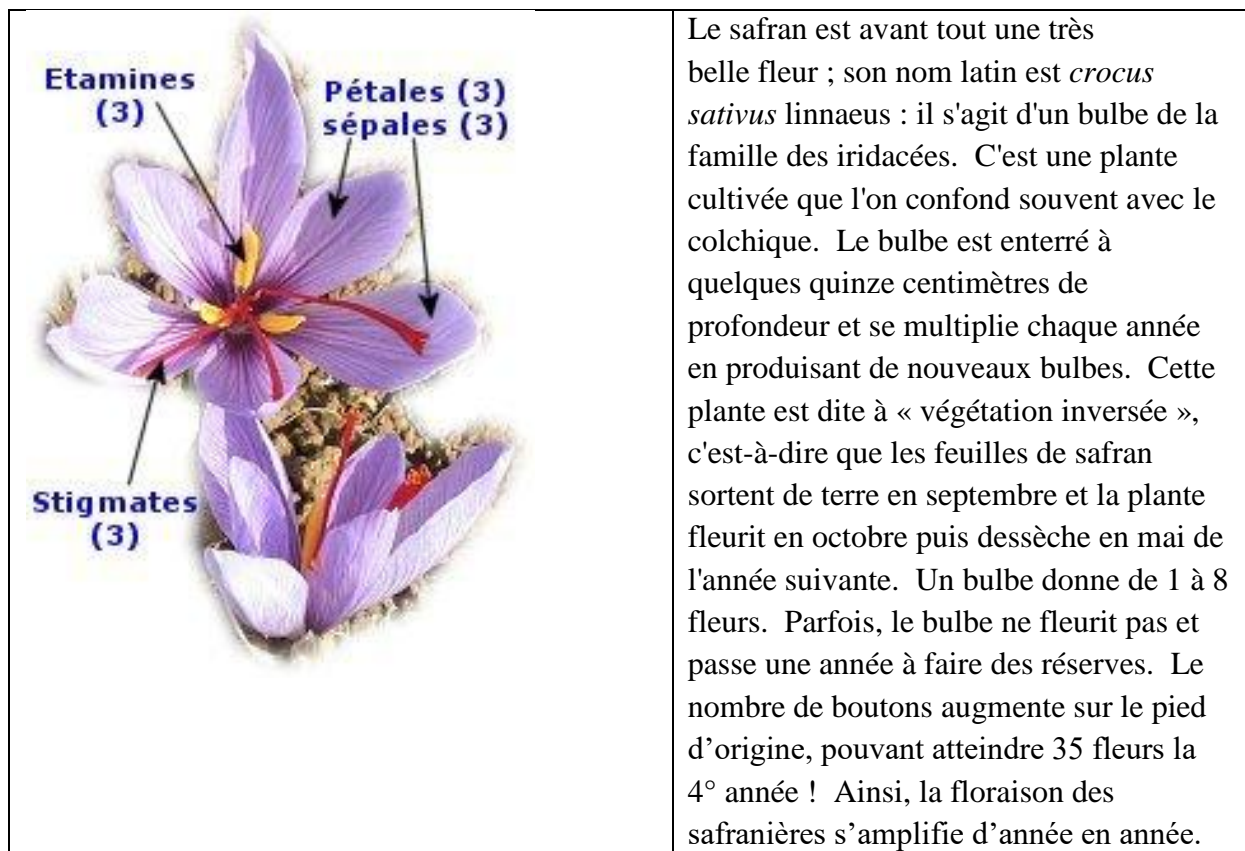 Etamines
(3)
Pétales (3)
sépales (3)
Stigmates
(3)
Le safran est avant tout une très
belle fleur ; son nom latin est crocus
sativus linnaeus : il s'agit d'un bulbe de la
famille des iridacées.  C'est une plante
cultivée que l'on confond souvent avec le
colchique.  Le bulbe est enterré à
quelques quinze centimètres de
profondeur et se multiplie chaque année
en produisant de nouveaux bulbes.  Cette
plante est dite à « végétation inversée »,
c'est-à-dire que les feuilles de safran
sortent de terre en septembre et la plante
fleurit en octobre puis dessèche en mai de
l'année suivante.  Un bulbe donne de 1 à 8
fleurs.  Parfois, le bulbe ne fleurit pas et
passe une année à faire des réserves.  Le
nombre de boutons augmente sur le pied
d’origine, pouvant atteindre 35 fleurs la
4° année !  Ainsi, la floraison des
safranières s’amplifie d’année en année.